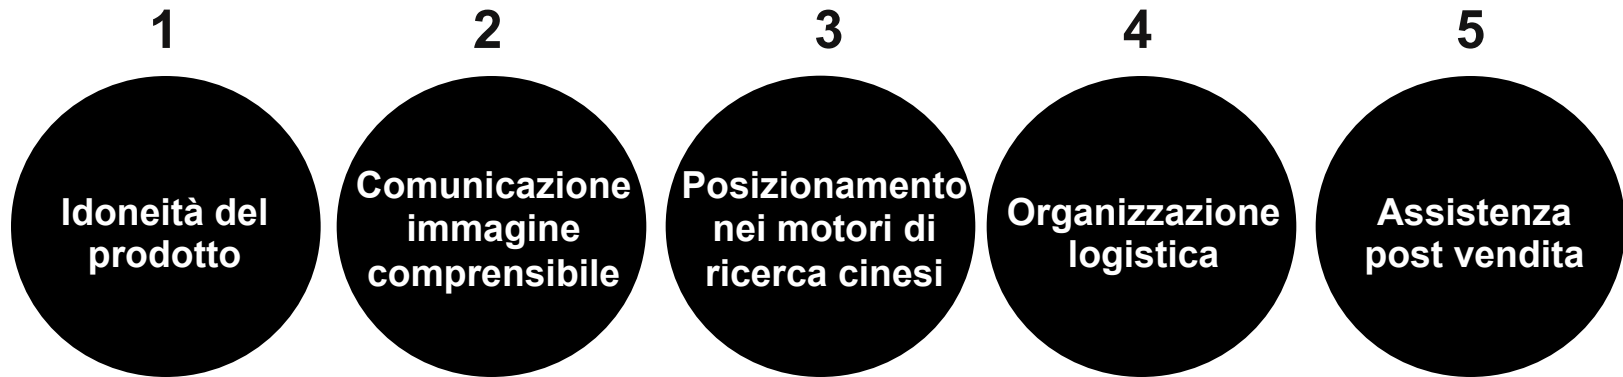 1
Idoneità del
prodotto
2
Comunicazione
immagine
comprensibile
3
Posizionamento
nei motori di
ricerca cinesi
4
Organizzazione
logistica
5
Assistenza
post vendita